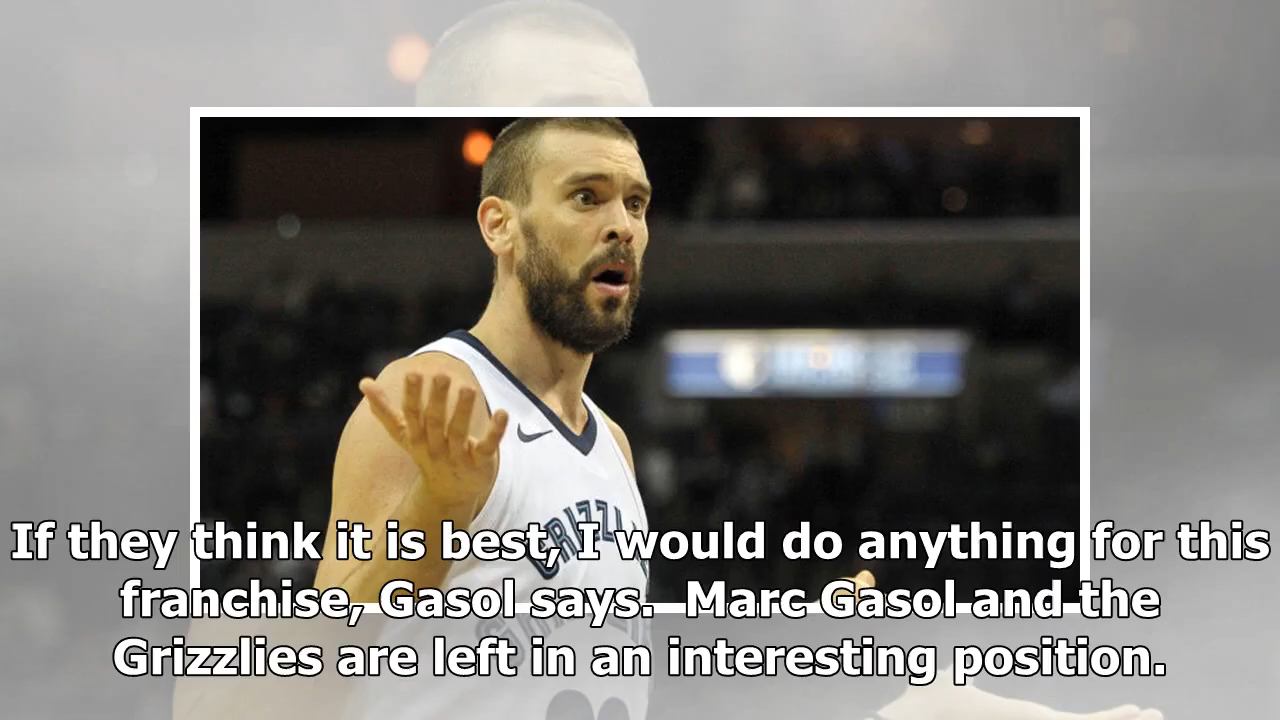 GRIZZL
If they think it is best, I would do anything for this
franchise, Gasol says.  Marc Gasol and the
Grizzlies are left in an interesting position.